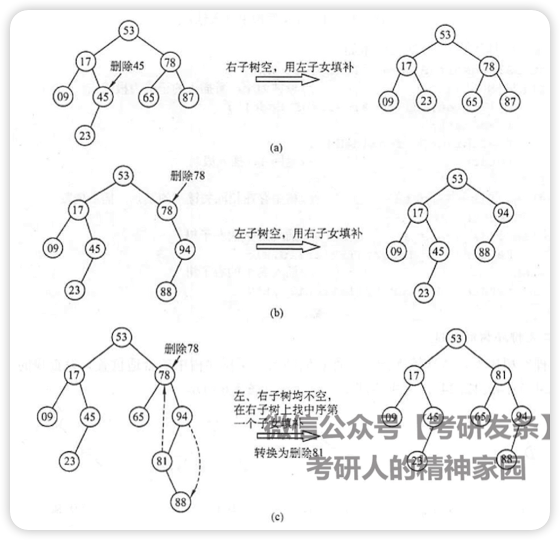 53
53
17 删除45 78
17 78
右子树空，用左子女填补
09 45 65 87
09 23 65 87
23
(a)
53 删除78
53
17 78
17 94
左子树空，用右子女填补
09 45 94
09 45 88
23 88
23
(b)
53 删除78
53
17 78
17 81
左、右子树均不空，
在右子树上找中序第
一个子女填补
转换为删除81
09 45 65 94
09 45 65 94
23 81
23 88
88
(c)
微信公众号【考研发条】
考研人的精神家园